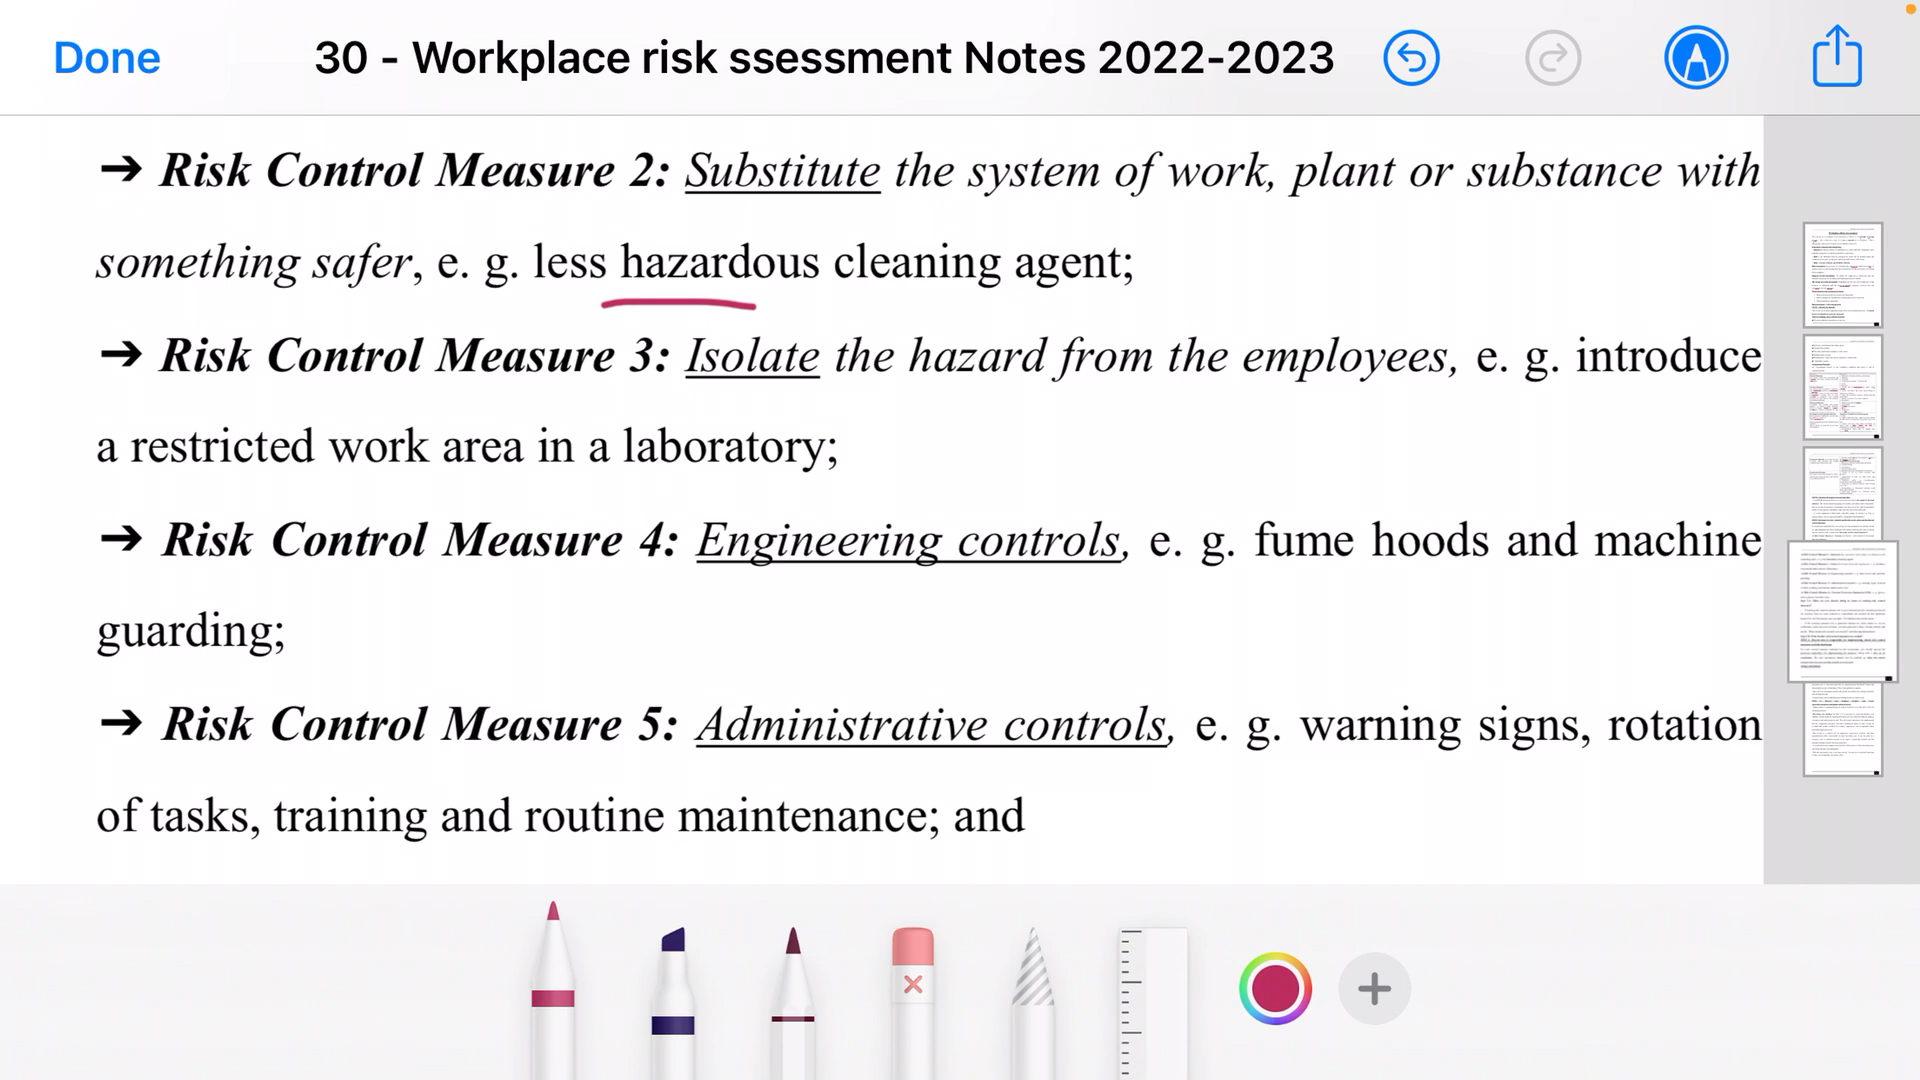 Done
30 - Workplace risk ssessment Notes 2022-2023
➔ Risk Control Measure 2: Substitute the system of work, plant or substance with
something safer, e. g. less hazardous cleaning agent;
➔ Risk Control Measure 3: Isolate the hazard from the employees, e. g. introduce
a restricted work area in a laboratory;
➔ Risk Control Measure 4: Engineering controls, e. g. fume hoods and machine
guarding;
➔ Risk Control Measure 5: Administrative controls, e. g. warning signs, rotation
of tasks, training and routine maintenance; and